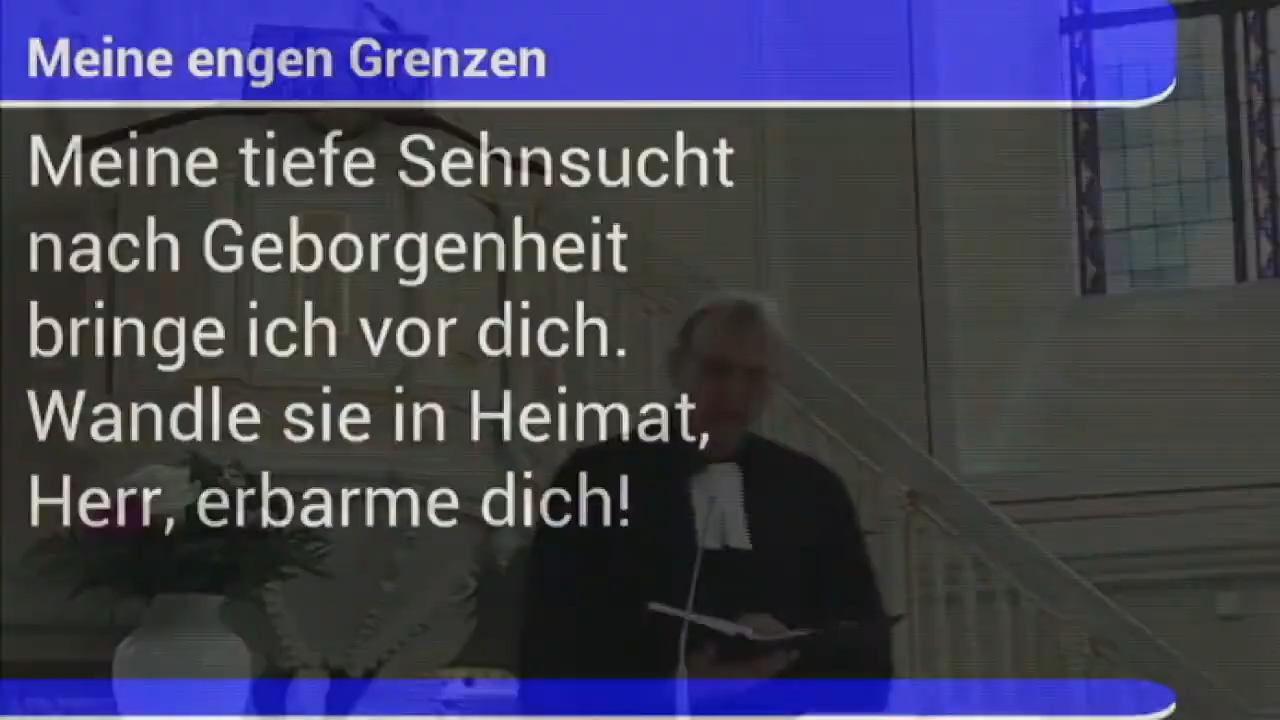 Meine engen Grenzen
Meine tiefe Sehnsucht
nach Geborgenheit
bringe ich vor dich.
Wandle sie in Heimat,
Herr, erbarme dich!